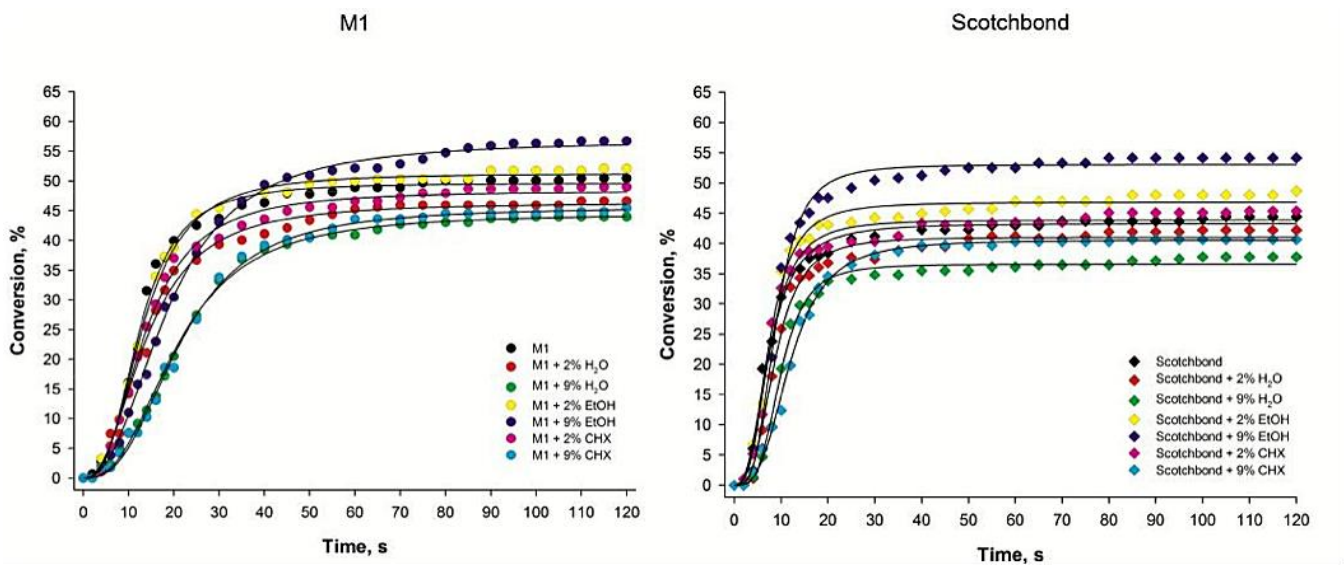 M1
Scotchbond
65
60
55
50
45
40
35
30
25
20
15
10
5
0
Conversion, %
M1
M1 + 2% H₂O
M1 + 9% H₂O
M1 + 2% EtOH
M1 + 9% EtOH
M1 + 2% CHX
M1 + 9% CHX
0 10 20 30 40 50 60 70 80 90 100 110 120
Time, s
65
60
55
50
45
40
35
30
25
20
15
10
5
0
Conversion, %
Scotchbond
Scotchbond + 2% H₂O
Scotchbond + 9% H₂O
Scotchbond + 2% EtOH
Scotchbond + 9% EtOH
Scotchbond + 2% CHX
Scotchbond + 9% CHX
0 10 20 30 40 50 60 70 80 90 100 110 120
Time, s